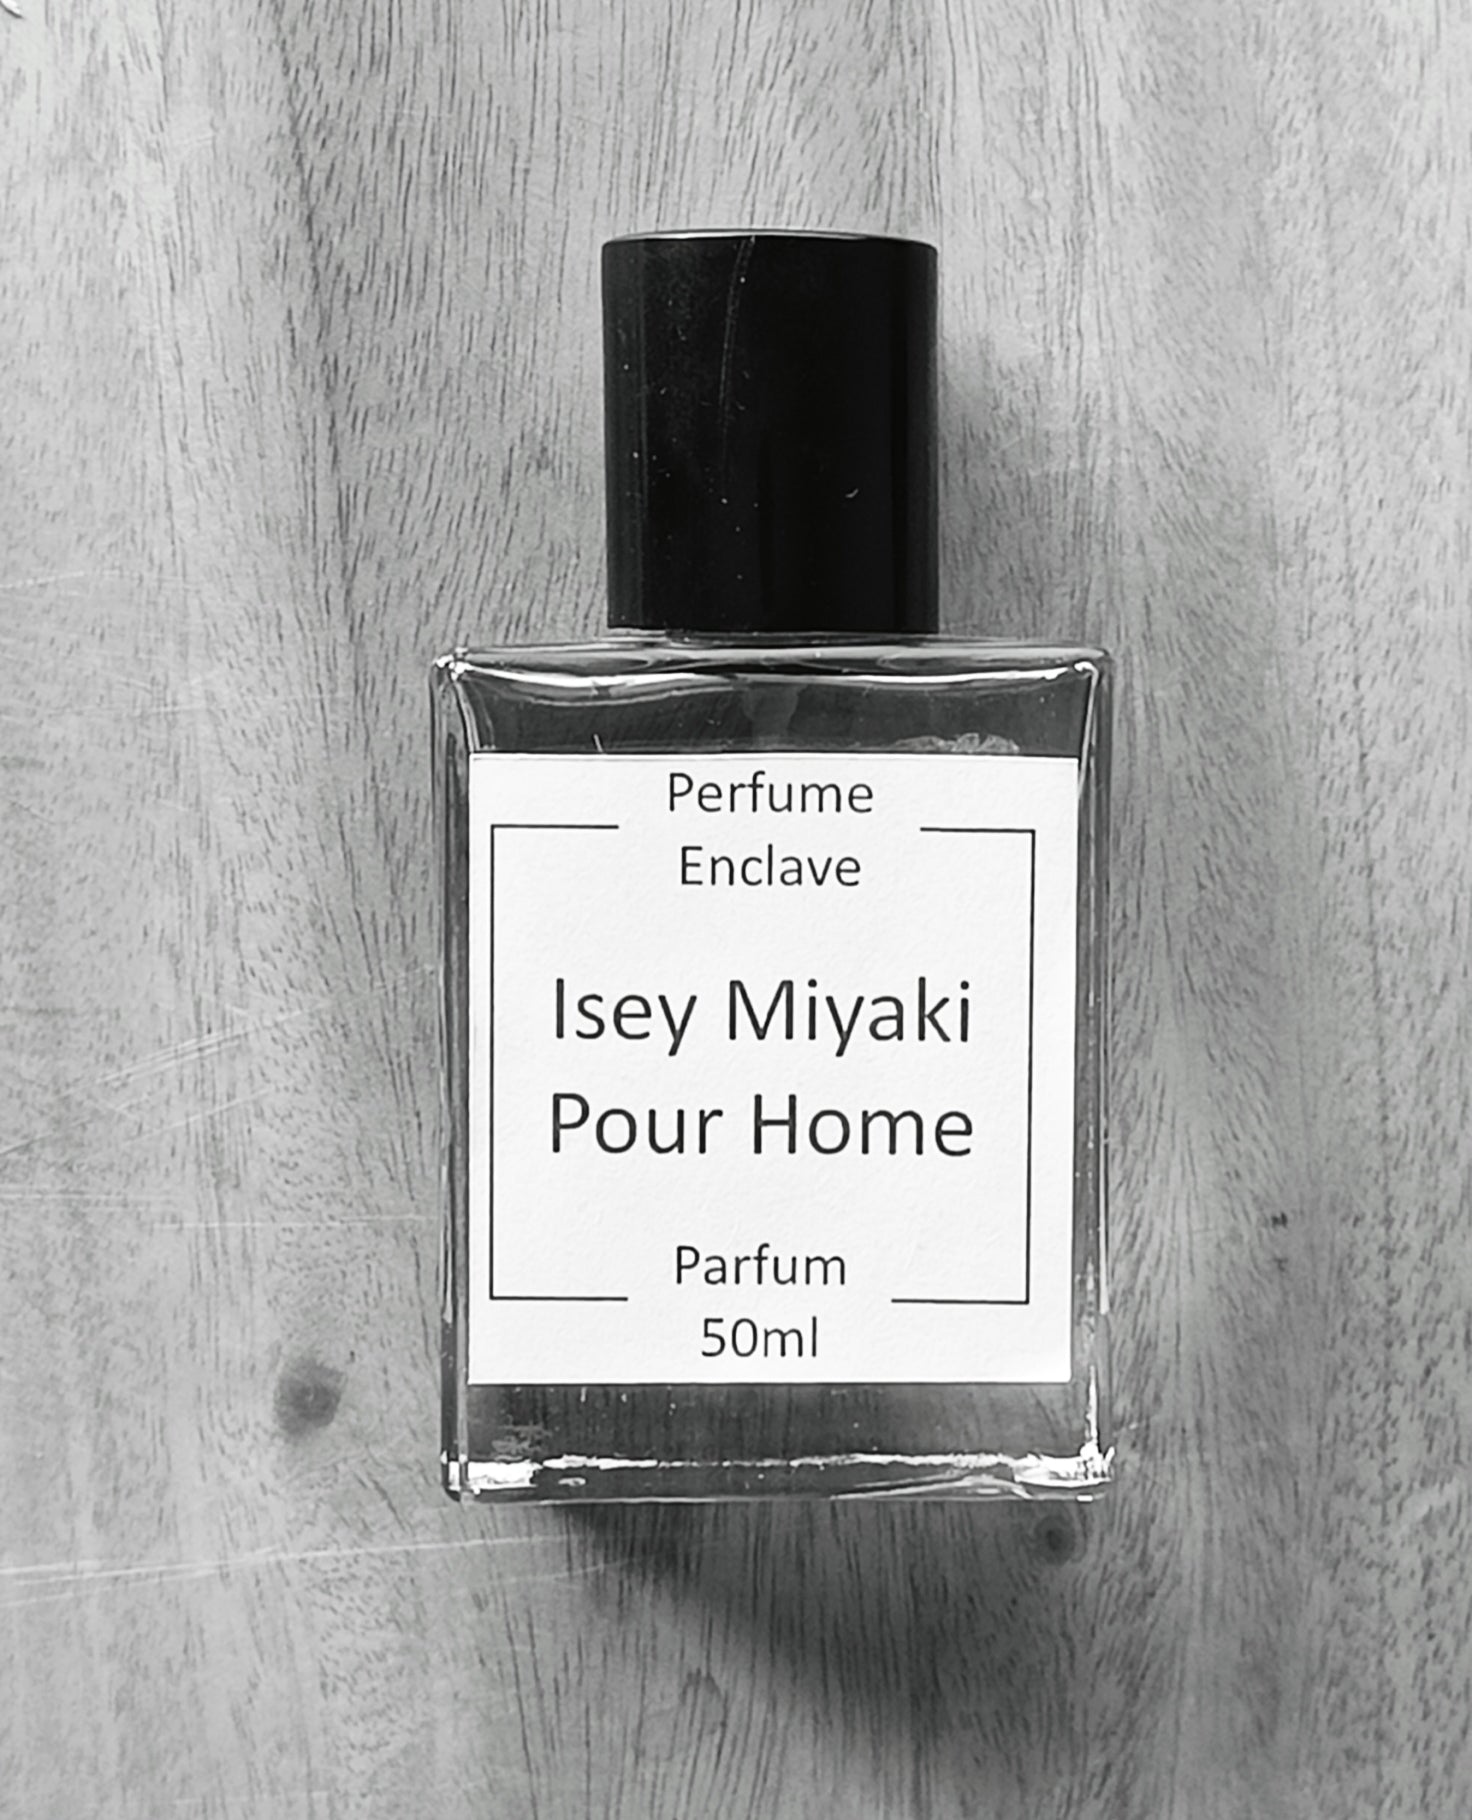 Perfume
Enclave
Isey Miyaki
Pour Home
Parfum
50ml